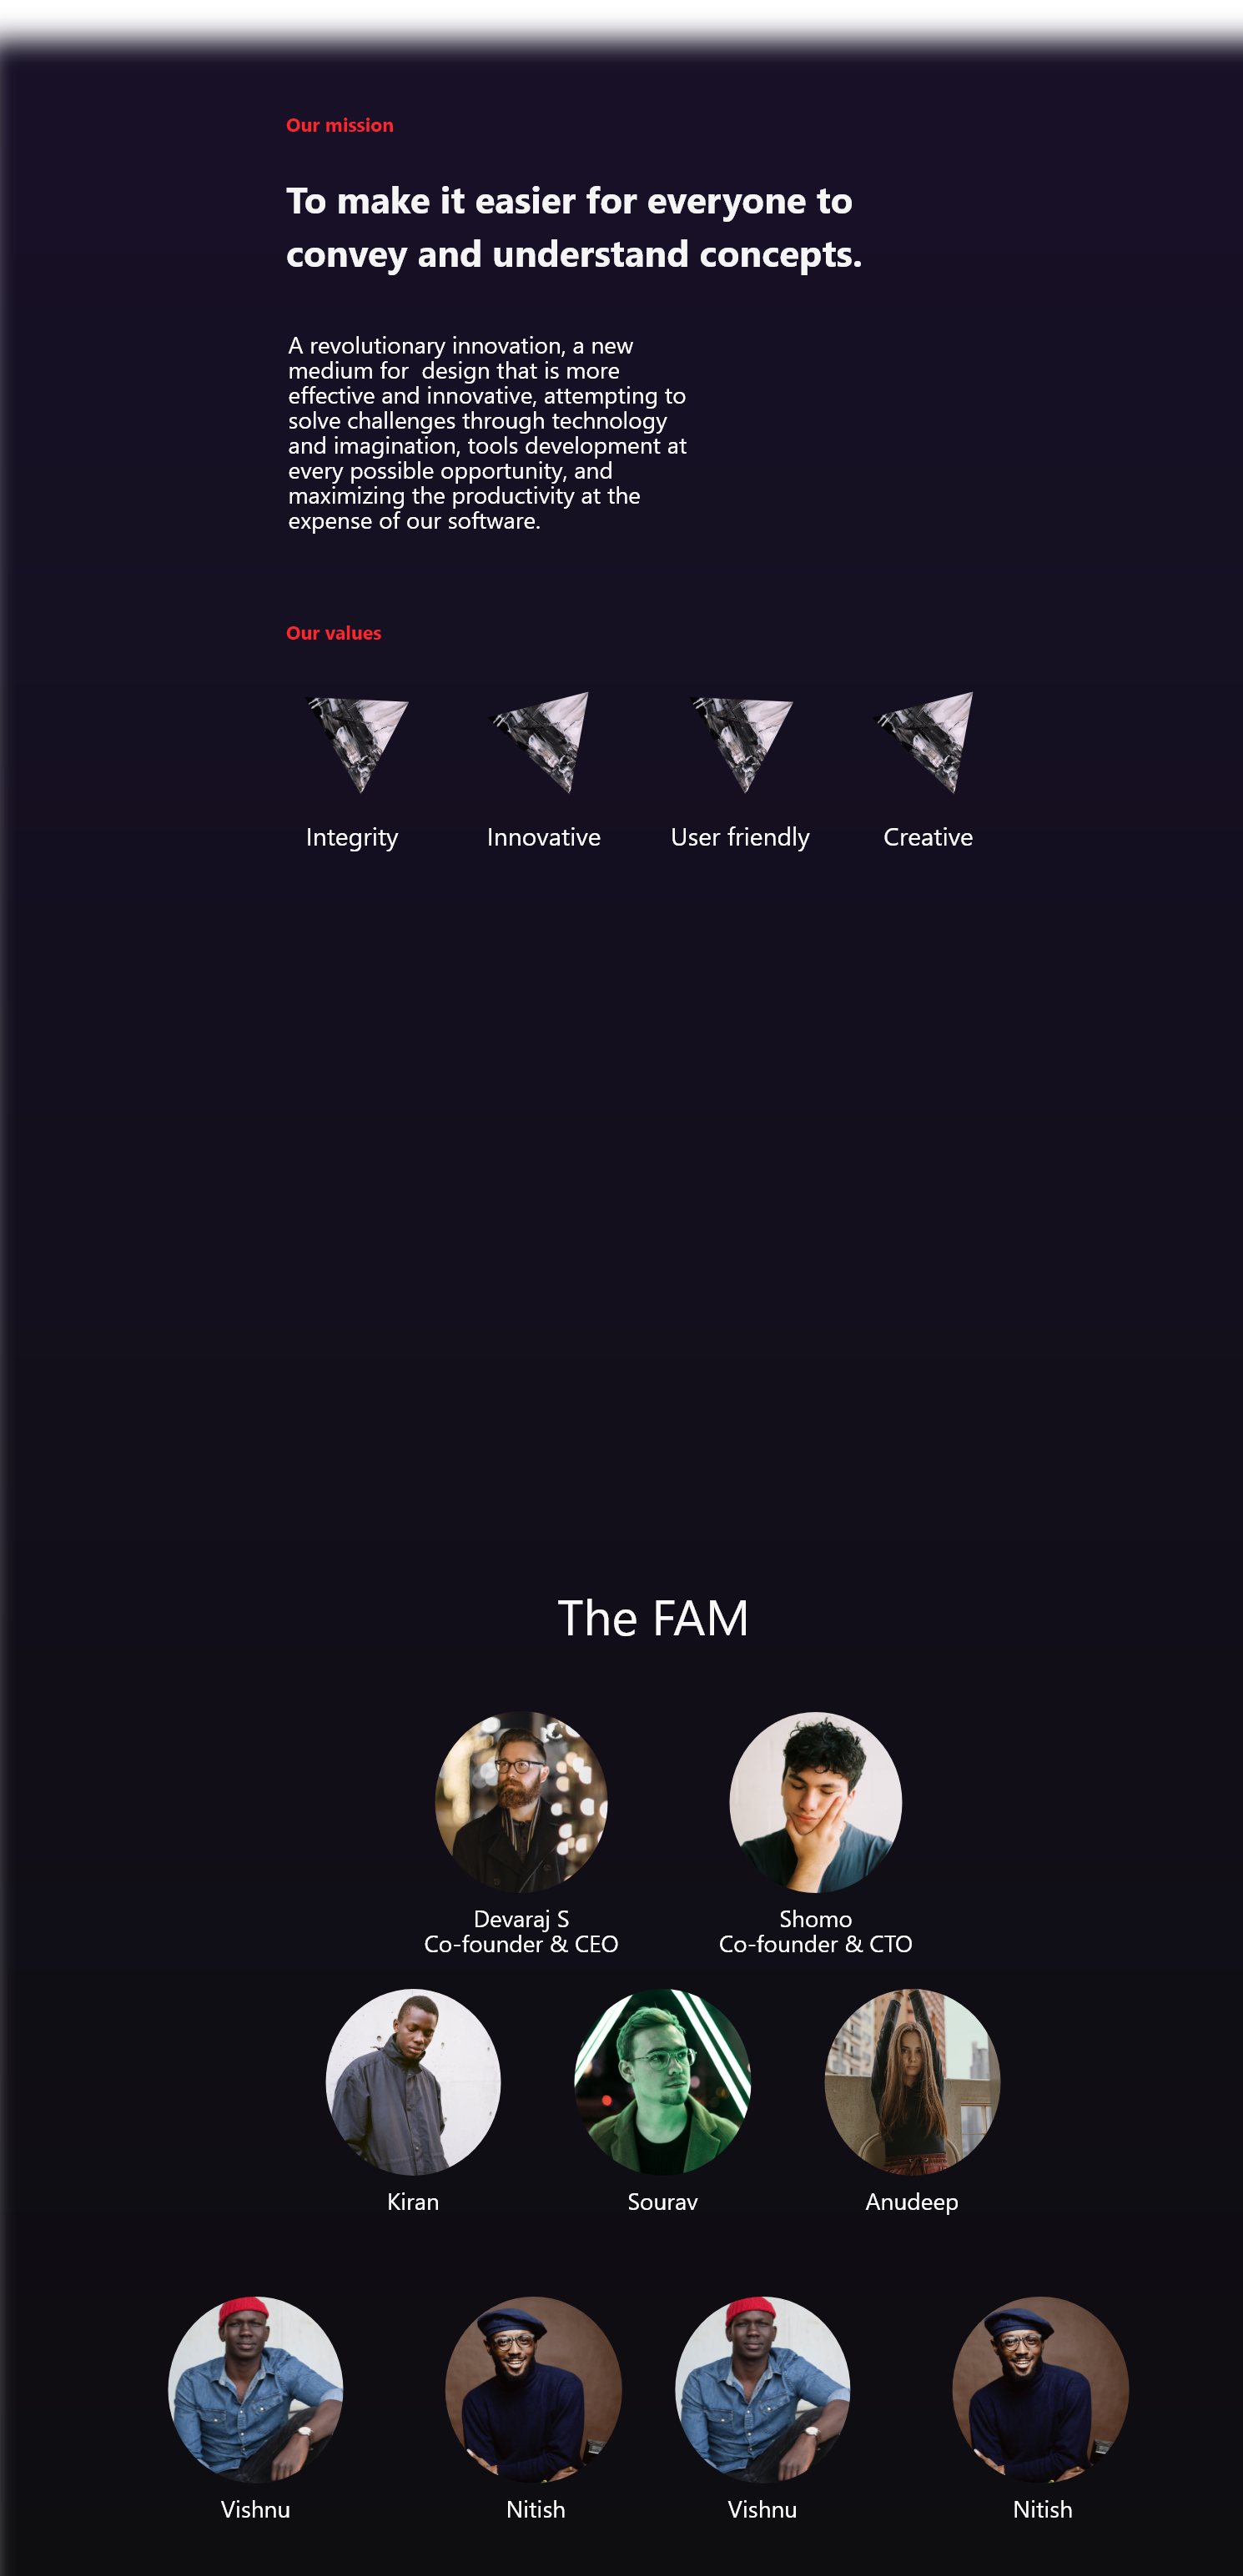 Our mission
To make it easier for everyone to
convey and understand concepts.
A revolutionary innovation, a new
medium for  design that is more
effective and innovative, attempting to
solve challenges through technology
and imagination, tools development at
every possible opportunity, and
maximizing the productivity at the
expense of our software.
Our values
Integrity
Innovative
User friendly
Creative
The FAM
Devaraj S
Co-founder & CEO
Shomo
Co-founder & CTO
Kiran
Sourav
Anudeep
Vishnu
Nitish
Vishnu
Nitish